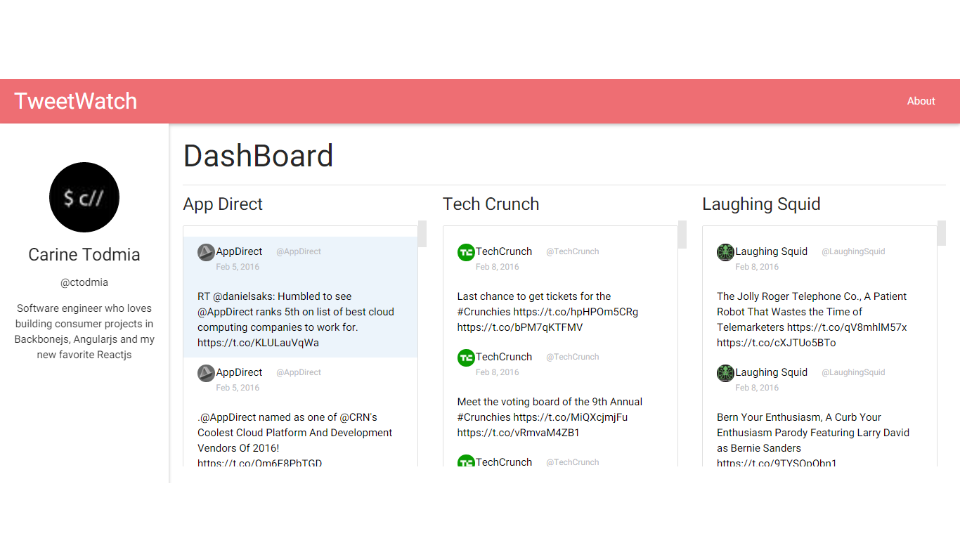 TweetWatch
About
$ c//
Carine Todmia
@ctodmia
Software engineer who loves
building consumer projects in
Backbonejs, Angularjs and my
new favorite Reactjs
DashBoard
App Direct
AppDirect @AppDirect
Feb 5, 2016
RT @danielsaks: Humbled to see
@AppDirect ranks 5th on list of best cloud
computing companies to work for.
https://t.co/KLULauVqWa
AppDirect @AppDirect
Feb 5, 2016
.@AppDirect named as one of @CRN's
Coolest Cloud Platform And Development
Vendors Of 2016!
https://t.co/Om6F8PhTGD
Tech Crunch
TC TechCrunch @TechCrunch
Feb 8, 2016
Last chance to get tickets for the
#Crunchies https://t.co/hpHPOm5CRg
https://t.co/bPM7qKTFMV
TC TechCrunch @TechCrunch
Feb 8, 2016
Meet the voting board of the 9th Annual
#Crunchies https://t.co/MiQXcjmjFu
https://t.co/vRmvaM4ZB1
TC TechCrunch @TechCrunch
Laughing Squid
Laughing Squid @LaughingSquid
Feb 8, 2016
The Jolly Roger Telephone Co., A Patient
Robot That Wastes the Time of
Telemarketers https://t.co/qV8mhlM57x
https://t.co/cXJTUo5BTo
Laughing Squid @LaughingSquid
Feb 8, 2016
Bern Your Enthusiasm, A Curb Your
Enthusiasm Parody Featuring Larry David
as Bernie Sanders
https://t.co/9TYSOpObn1